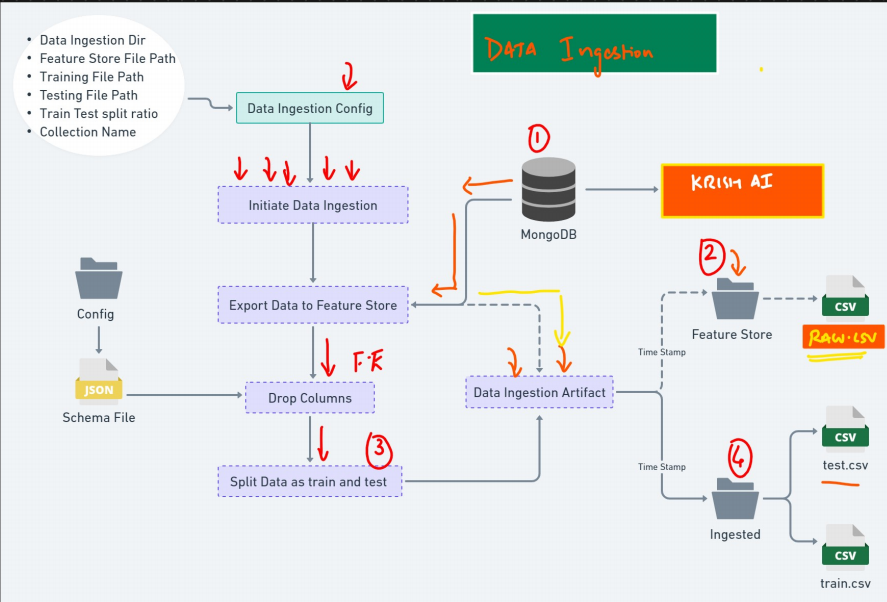 DATA Ingestion
• Data Ingestion Dir
• Feature Store File Path
• Training File Path
• Testing File Path
• Train Test split ratio
• Collection Name
Data Ingestion Config
1
Initiate Data Ingestion
MongoDB
KRISH AI
2
Config
Export Data to Feature Store
Feature Store
CSV
RAW.CSV
Time Stamp
F.E
JSON
Schema File
Drop Columns
Data Ingestion Artifact
3
Split Data as train and test
CSV
test.csv
Time Stamp
4
Ingested
CSV
train.csv